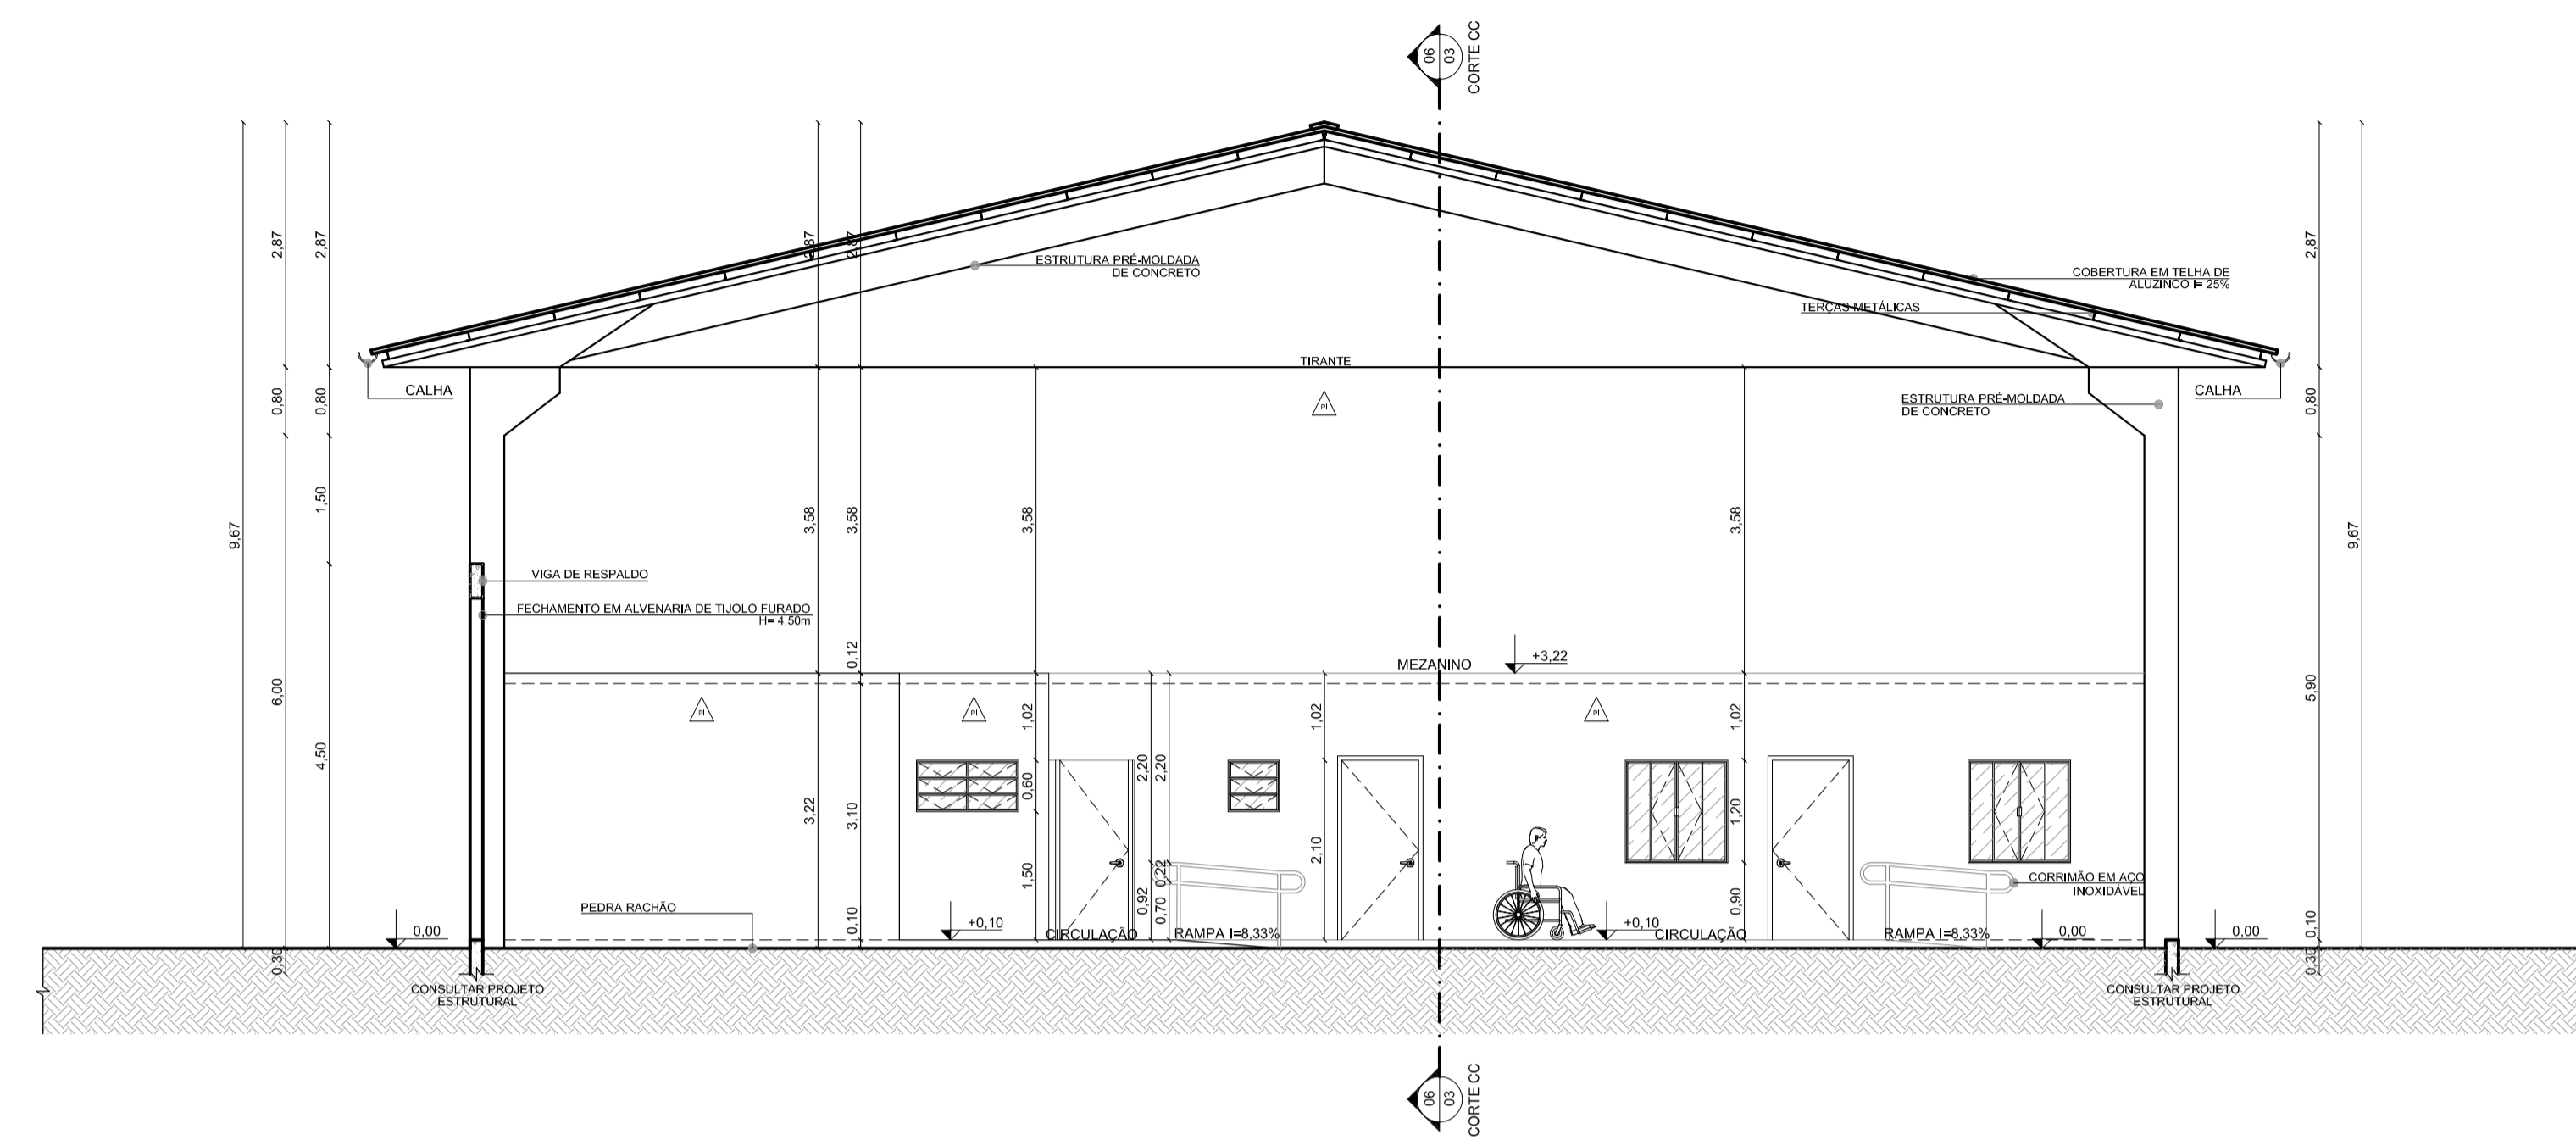 06
03
CORTE CC
2,87
2,87
2,87
2,87
2,87
ESTRUTURA PRÉ-MOLDADA
DE CONCRETO
COBERTURA EM TELHA DE
ALUZINCO I= 25%
TERÇAS METÁLICAS
TIRANTE
CALHA
CALHA
ESTRUTURA PRÉ-MOLDADA
DE CONCRETO
PI
0,80
0,80
0,80
1,50
9,67
3,58
3,58
3,58
3,58
9,67
VIGA DE RESPALDO
FECHAMENTO EM ALVENARIA DE TIJOLO FURADO
H= 4,50m
0,12
MEZANINO
+3,22
6,00
5,90
PI
PI
PI
1,02
1,02
1,02
4,50
2,20
2,20
0,60
3,22
3,10
1,20
2,10
1,50
0,22
0,92
0,70
0,90
CORRIMÃO EM AÇO
INOXIDÁVEL
PEDRA RACHÃO
0,00
0,10
+0,10
CIRCULAÇÃO
RAMPA I=8,33%
+0,10
CIRCULAÇÃO
RAMPA I=8,33%
0,00
0,00
0,10
0,30
0,30
CONSULTAR PROJETO
ESTRUTURAL
CONSULTAR PROJETO
ESTRUTURAL
06
03
CORTE CC